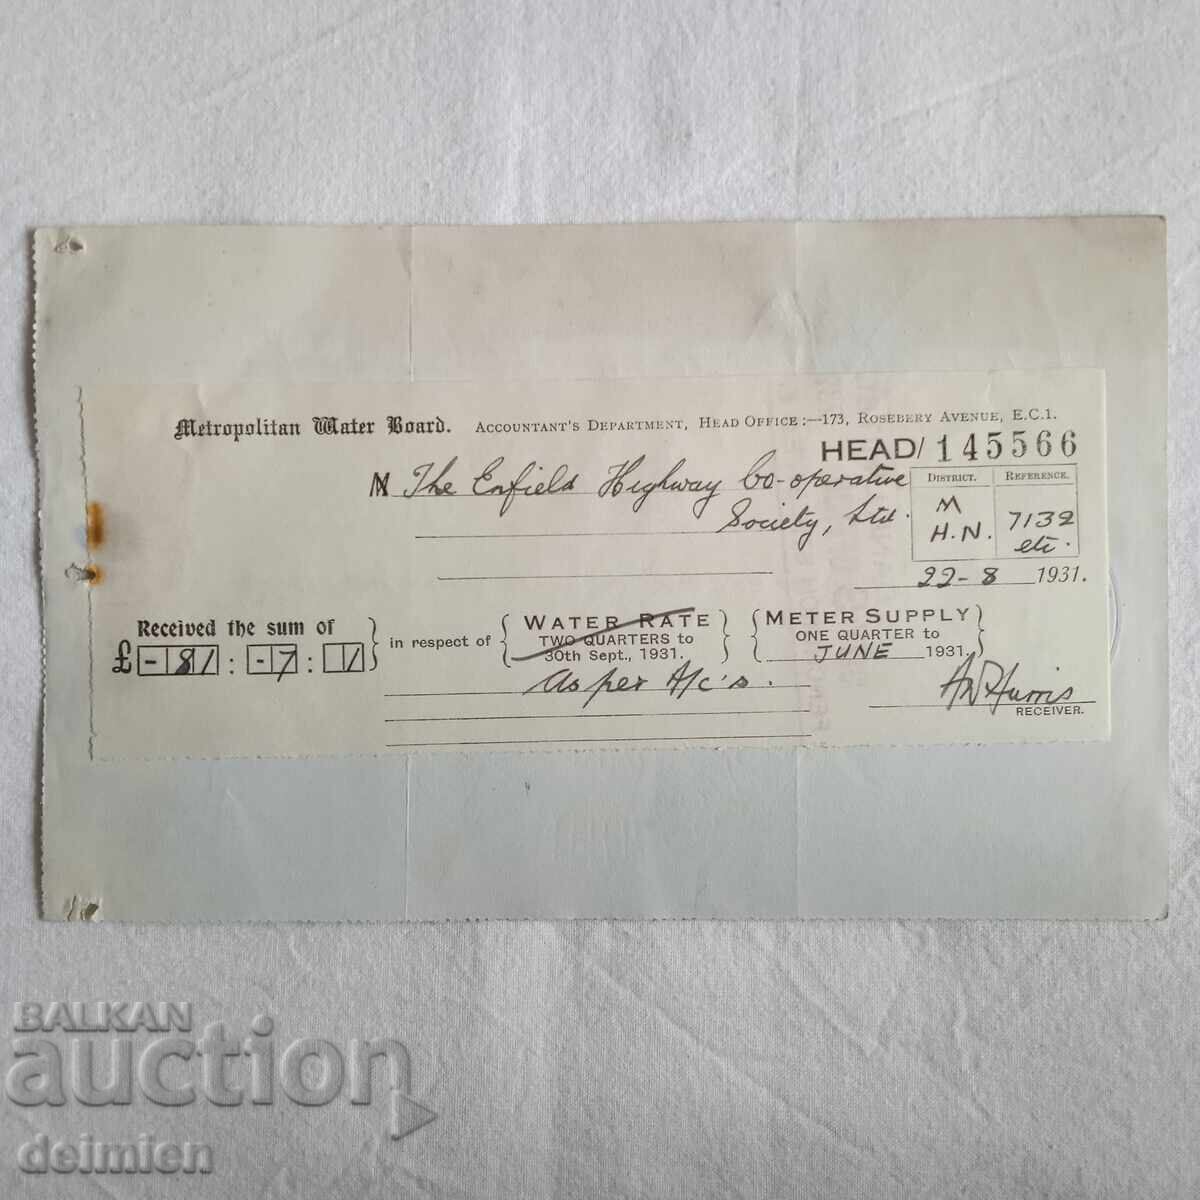 Metropolitan Water Board. Accountant's Department, Head Office:—173, Rosebery Avenue, E.C.1.
HEAD/ 145566
M The Enfield Highway Co-operative
Society, Ltd.
District. Reference.
M
H.N. 7132
etc.
22-8 1931.
Received the sum of
£ -81 : -7 : 1
in respect of
WATER RATE
TWO QUARTERS to
30th Sept., 1931.
METER SUPPLY
ONE QUARTER to
JUNE 1931.
As per A/c's.
Harris
RECEIVER.
BALKAN
auction
deimien